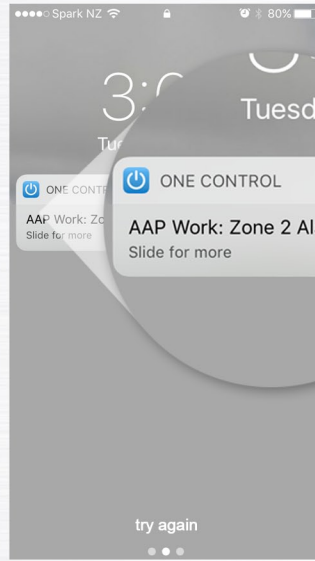 Spark NZ 80%
3:0
Tuesd
Tu
ONE CONTR
AAP Work: Zo
Slide for more
ONE CONTROL
AAP Work: Zone 2 Al
Slide for more
try again